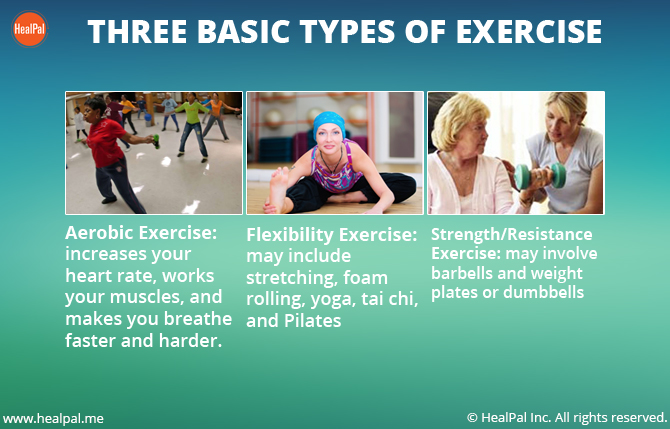 HealPal
THREE BASIC TYPES OF EXERCISE
Aerobic Exercise:
increases your
heart rate, works
your muscles, and
makes you breathe
faster and harder.
Flexibility Exercise:
may include
stretching, foam
rolling, yoga, tai chi,
and Pilates
Strength/Resistance
Exercise: may involve
barbells and weight
plates or dumbbells
www.healpal.me
© HealPal Inc. All rights reserved.